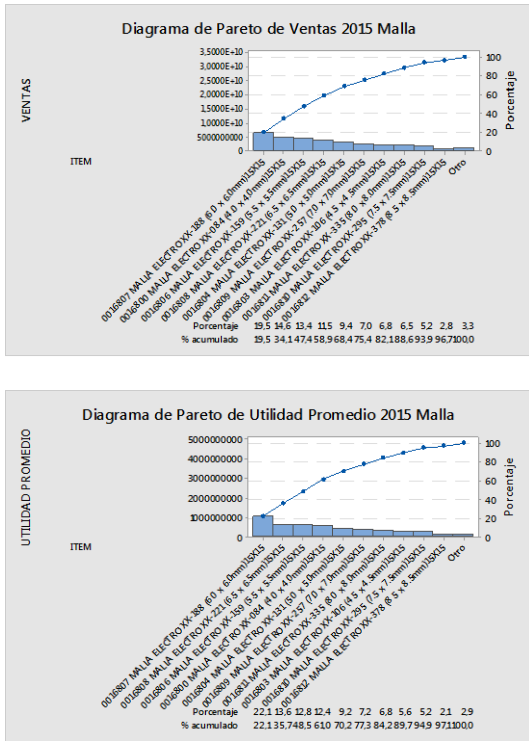 Diagrama de Pareto de Ventas 2015 Malla
3,5000E+10
3,0000E+10
2,5000E+10
2,0000E+10
1,5000E+10
1,0000E+10
5000000000
0
VENTAS
100
80
60
40
20
0
Porcentaje
ITEM
0016807 MALLA ELECTRO XX-188 (6.0 x 6.0mm)15X15
0016800 MALLA ELECTRO XX-084 (4.0 x 4.0mm)15X15
0016806 MALLA ELECTRO XX-159 (5.5 x 5.5mm)15X15
0016808 MALLA ELECTRO XX-221 (6.5 x 6.5mm)15X15
0016804 MALLA ELECTRO XX-131 (5.0 x 5.0mm)15X15
0016809 MALLA ELECTRO XX-257 (7.0 x 7.0mm)15X15
0016803 MALLA ELECTRO XX-106 (4.5 x 4.5mm)15X15
0016811 MALLA ELECTRO XX-335 (8.0 x 8.0mm)15X15
0016810 MALLA ELECTRO XX-295 (7.5 x 7.5mm)15X15
0016812 MALLA ELECTRO XX-378 (8.5 x 8.5mm)15X15
Otro
Porcentaje 19,5 14,6 13,4 11,5 9,4 7,0 6,8 6,5 5,2 2,8 3,3
% acumulado 19,5 34,1 47,4 58,9 68,4 75,4 82,1 88,6 93,9 96,7 100,0
Diagrama de Pareto de Utilidad Promedio 2015 Malla
5000000000
4000000000
3000000000
2000000000
1000000000
0
UTILIDAD PROMEDIO
100
80
60
40
20
0
Porcentaje
ITEM
0016807 MALLA ELECTRO XX-188 (6.0 x 6.0mm)15X15
0016808 MALLA ELECTRO XX-221 (6.5 x 6.5mm)15X15
0016806 MALLA ELECTRO XX-159 (5.5 x 5.5mm)15X15
0016800 MALLA ELECTRO XX-084 (4.0 x 4.0mm)15X15
0016804 MALLA ELECTRO XX-131 (5.0 x 5.0mm)15X15
0016809 MALLA ELECTRO XX-257 (7.0 x 7.0mm)15X15
0016811 MALLA ELECTRO XX-335 (8.0 x 8.0mm)15X15
0016803 MALLA ELECTRO XX-106 (4.5 x 4.5mm)15X15
0016810 MALLA ELECTRO XX-295 (7.5 x 7.5mm)15X15
0016812 MALLA ELECTRO XX-378 (8.5 x 8.5mm)15X15
Otro
Porcentaje 22,1 13,6 12,8 12,4 9,2 7,2 6,8 5,6 5,2 2,1 2,9
% acumulado 22,1 35,7 48,5 61,0 70,2 77,3 84,2 89,7 94,9 97,1 100,0